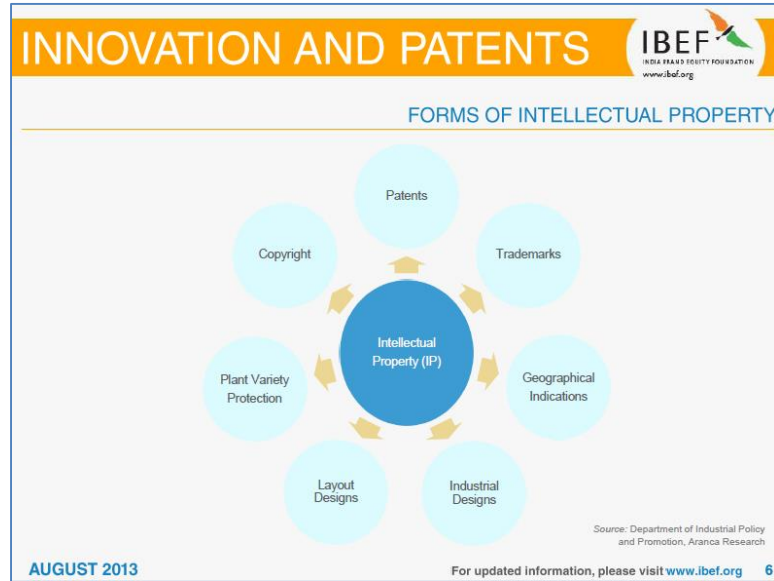 INNOVATION AND PATENTS
IBEF
INDIA BRAND EQUITY FOUNDATION
www.ibef.org
FORMS OF INTELLECTUAL PROPERTY
Patents
Copyright
Trademarks
Intellectual
Property (IP)
Plant Variety
Protection
Geographical
Indications
Layout
Designs
Industrial
Designs
Source: Department of Industrial Policy
and Promotion, Aranca Research
AUGUST 2013
For updated information, please visit www.ibef.org 6